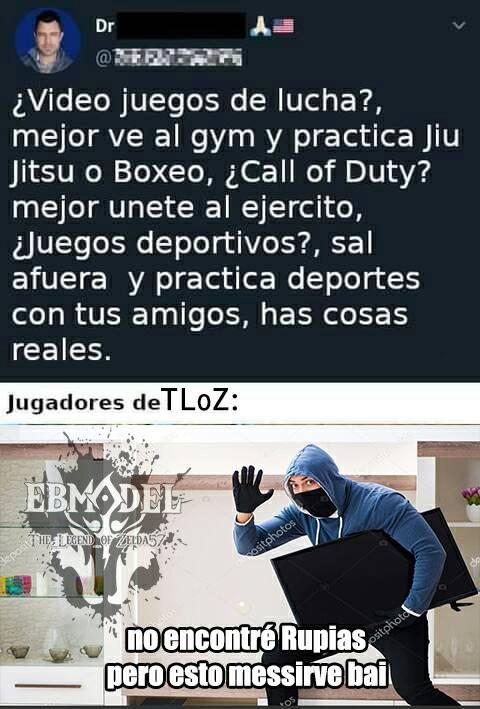 Dr
@
¿Video juegos de lucha?,
mejor ve al gym y practica Jiu
Jitsu o Boxeo, ¿Call of Duty?
mejor unete al ejercito,
¿Juegos deportivos?, sal
afuera y practica deportes
con tus amigos, has cosas
reales.
Jugadores deTLoZ:
EBMODEL
The Legend of Zelda57
depositphotos
depositphotos
no encontré Rupias
pero esto messirve bai